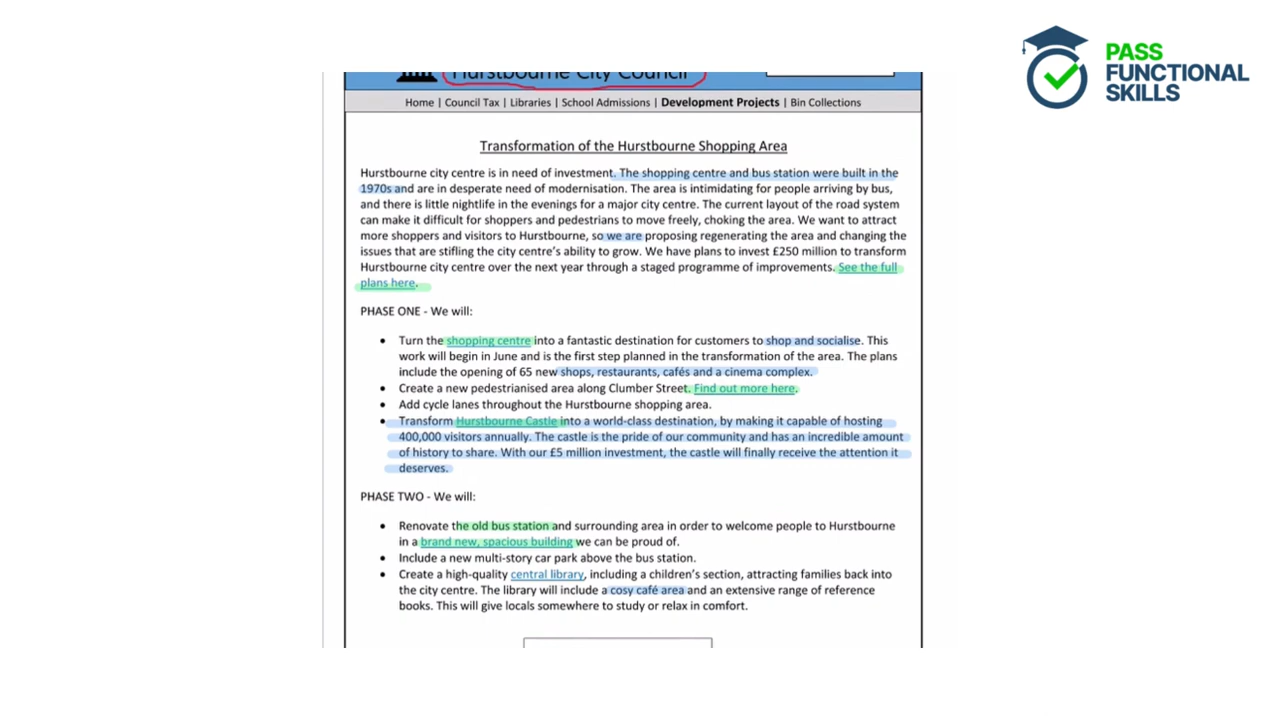 PASS
FUNCTIONAL
SKILLS
Hurstbourne City Council
Home | Council Tax | Libraries | School Admissions | Development Projects | Bin Collections
Transformation of the Hurstbourne Shopping Area
Hurstbourne city centre is in need of investment. The shopping centre and bus station were built in the
1970s and are in desperate need of modernisation. The area is intimidating for people arriving by bus,
and there is little nightlife in the evenings for a major city centre. The current layout of the road system
can make it difficult for shoppers and pedestrians to move freely, choking the area. We want to attract
more shoppers and visitors to Hurstbourne, so we are proposing regenerating the area and changing the
issues that are stifling the city centre's ability to grow. We have plans to invest £250 million to transform
Hurstbourne city centre over the next year through a staged programme of improvements. See the full
plans here.
PHASE ONE - We will:
• Turn the shopping centre into a fantastic destination for customers to shop and socialise. This
work will begin in June and is the first step planned in the transformation of the area. The plans
include the opening of 65 new shops, restaurants, cafés and a cinema complex.
• Create a new pedestrianised area along Clumber Street. Find out more here.
• Add cycle lanes throughout the Hurstbourne shopping area.
• Transform Hurstbourne Castle into a world-class destination, by making it capable of hosting
400,000 visitors annually. The castle is the pride of our community and has an incredible amount
of history to share. With our £5 million investment, the castle will finally receive the attention it
deserves.
PHASE TWO - We will:
• Renovate the old bus station and surrounding area in order to welcome people to Hurstbourne
in a brand new, spacious building we can be proud of.
• Include a new multi-story car park above the bus station.
• Create a high-quality central library, including a children's section, attracting families back into
the city centre. The library will include a cosy café area and an extensive range of reference
books. This will give locals somewhere to study or relax in comfort.